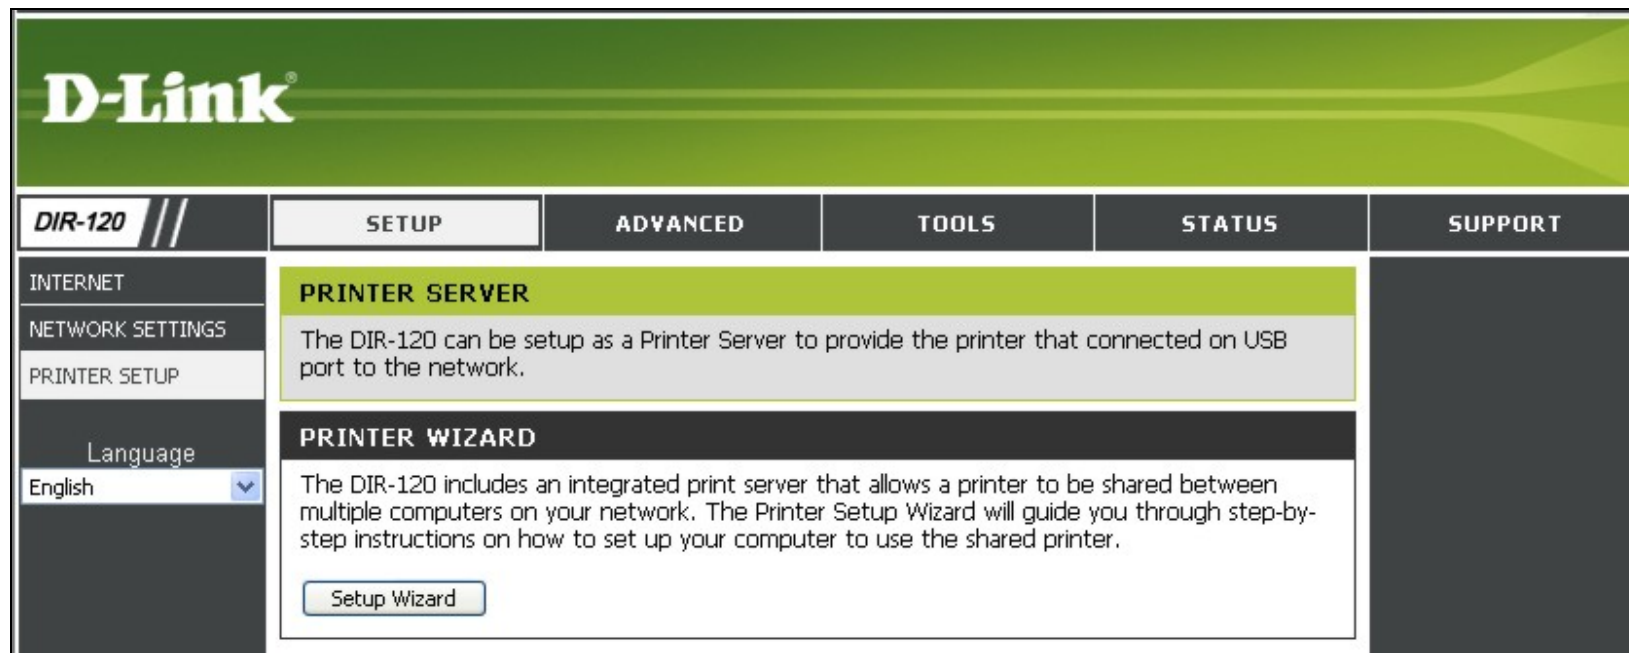 D-Link®
DIR-120
SETUP
ADVANCED
TOOLS
STATUS
SUPPORT
INTERNET
NETWORK SETTINGS
PRINTER SETUP
Language
English
PRINTER SERVER
The DIR-120 can be setup as a Printer Server to provide the printer that connected on USB
port to the network.
PRINTER WIZARD
The DIR-120 includes an integrated print server that allows a printer to be shared between
multiple computers on your network. The Printer Setup Wizard will guide you through step-by-
step instructions on how to set up your computer to use the shared printer.
Setup Wizard